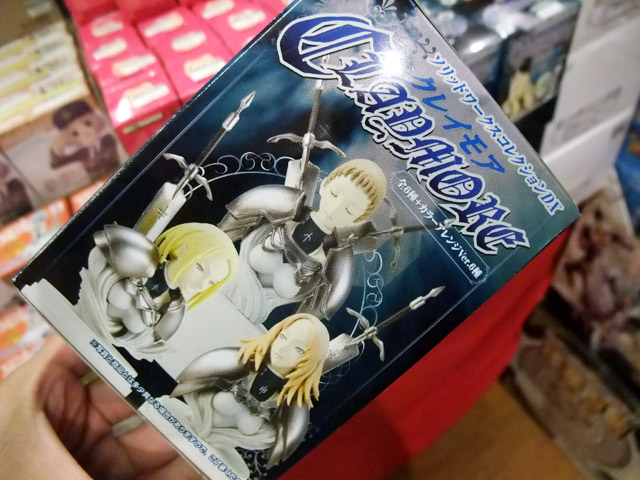 ソリッドワークスコレクションDX
CLAYMORE
クレイモア
全6種+カラーアレンジVer.6種